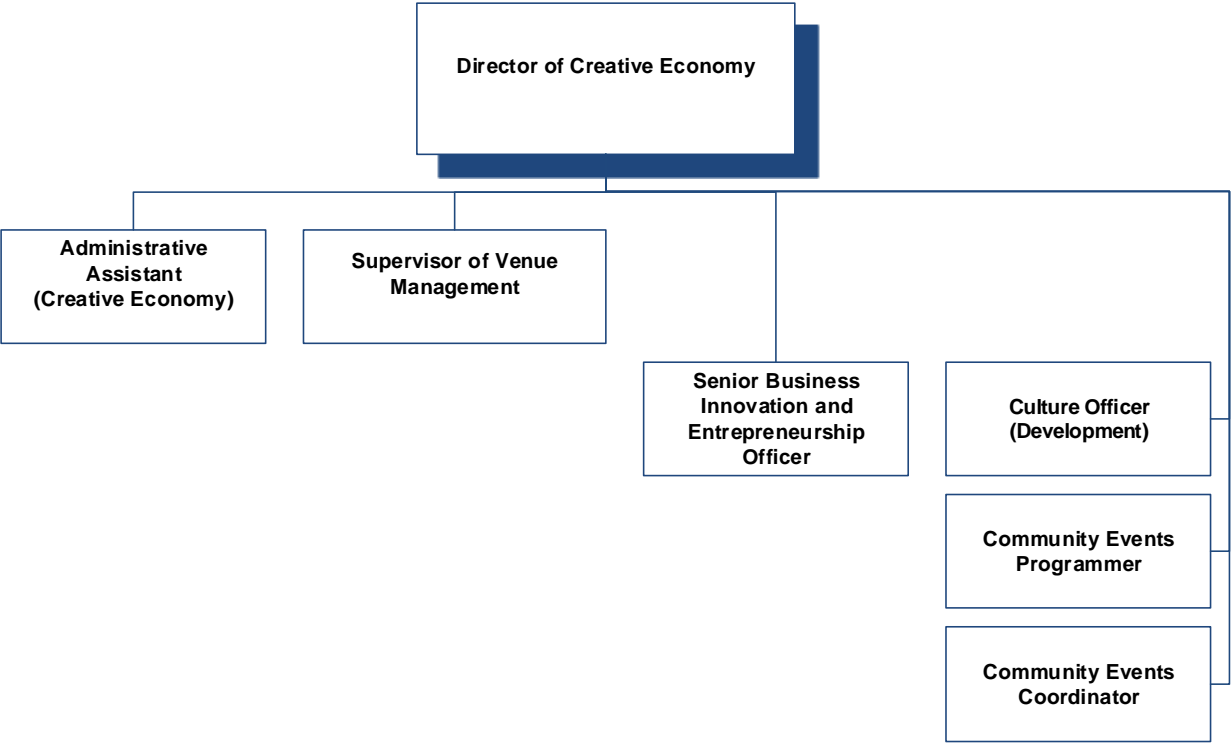 Director of Creative Economy
Administrative
Assistant
(Creative Economy)
Supervisor of Venue
Management
Senior Business
Innovation and
Entrepreneurship
Officer
Culture Officer
(Development)
Community Events
Programmer
Community Events
Coordinator